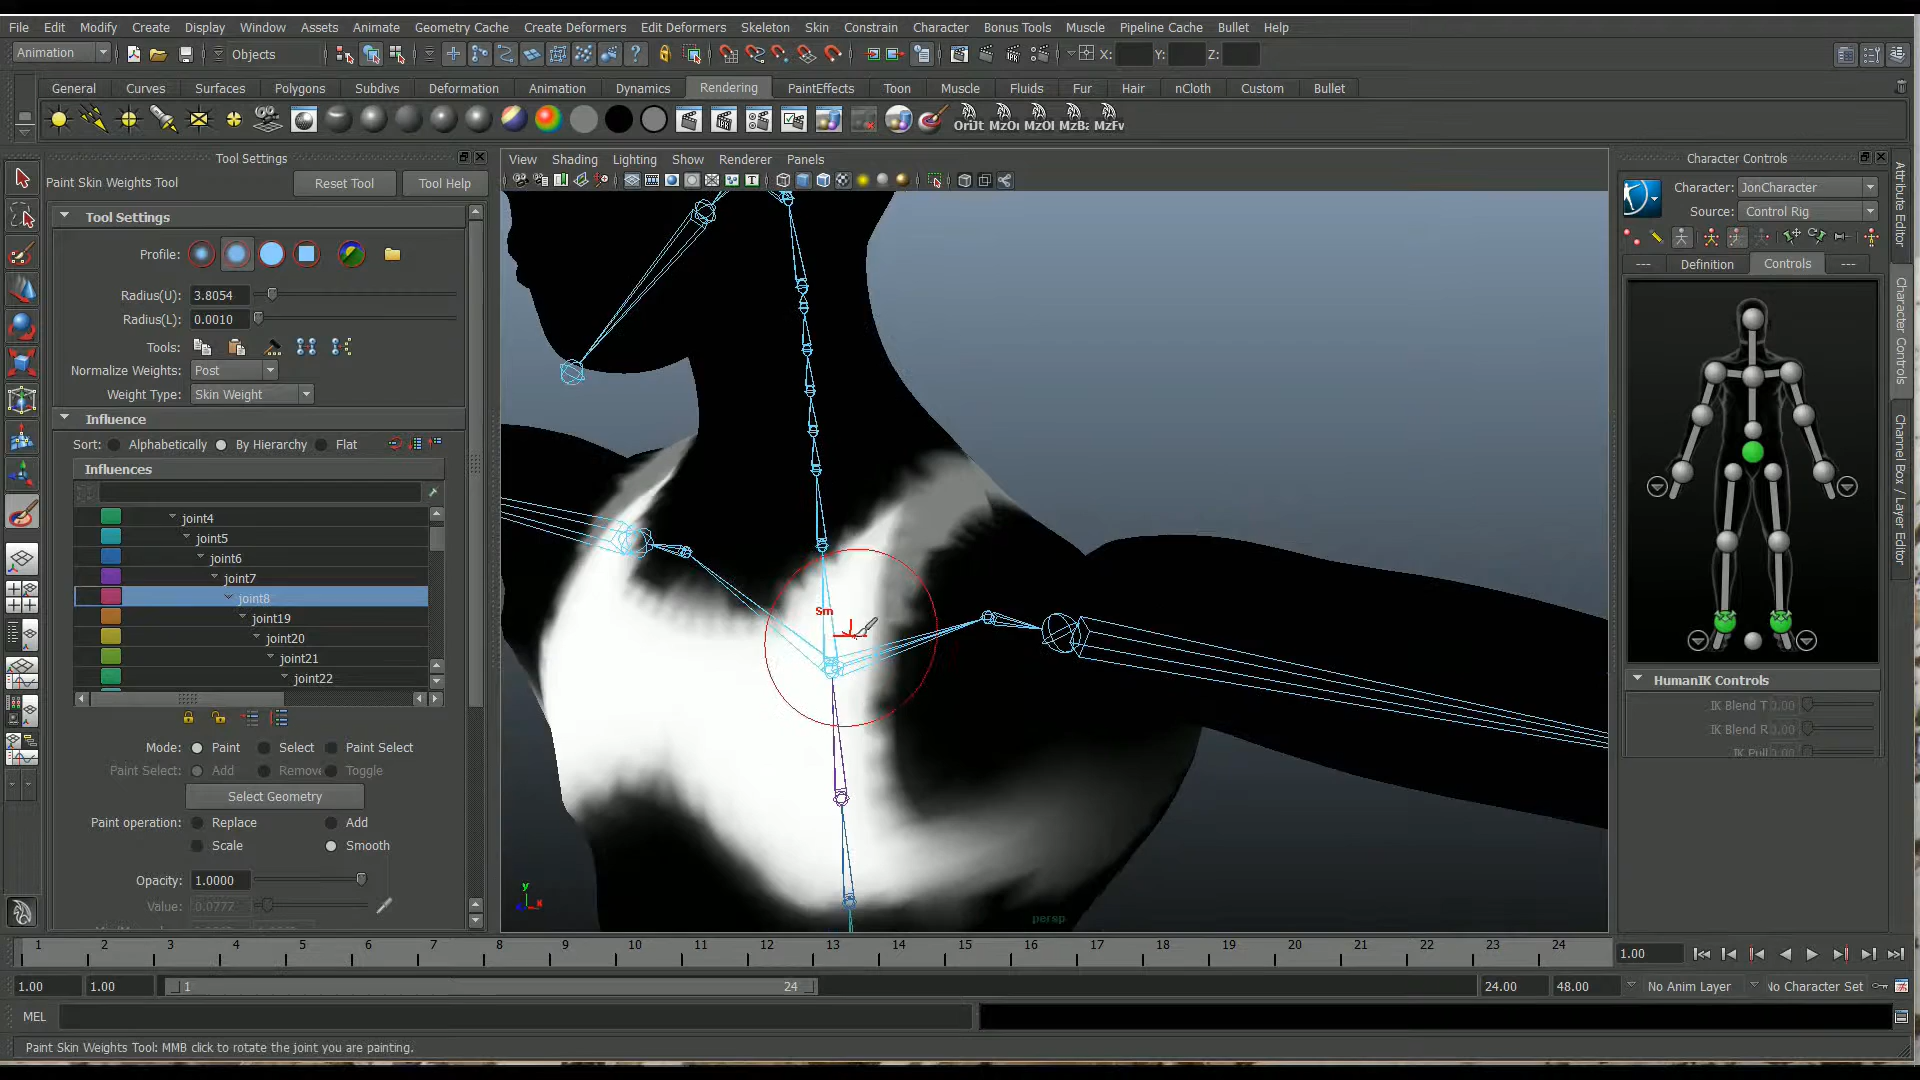 File Edit Modify Create Display Window Assets Animate Geometry Cache Create Deformers Edit Deformers Skeleton Skin Constrain Character Bonus Tools Muscle Pipeline Cache Bullet Help
Animation Objects X: Y: Z:
General Curves Surfaces Polygons Subdivs Deformation Animation Dynamics Rendering PaintEffects Toon Muscle Fluids Fur Hair nCloth Custom Bullet
MzBa
Tool Settings
Paint Skin Weights Tool Reset Tool Tool Help
Tool Settings
Profile:
Radius(U): 3.8054
Radius(L): 0.0010
Tools:
Normalize Weights: Post
Weight Type: Skin Weight
Influence
Sort: Alphabetically By Hierarchy Flat
Influences
joint4
joint5
joint6
joint7
joint8
joint19
joint20
joint21
joint22
Mode: Paint Select Paint Select
Paint Select: Add Remove Toggle
Select Geometry
Paint operation: Replace Add
Scale Smooth
Opacity: 1.0000
Value: 0.0777
View Shading Lighting Show Renderer Panels
Sm
y
x
persp
Character Controls
Character: JonCharacter
Source: Control Rig
--- Definition Controls ---
HumanIK Controls
IK Blend T 0.00
IK Blend R 0.00
IK Pull
Attribute Editor
Character Controls
Channel Box / Layer Editor
1 2 3 4 5 6 7 8 9 10 11 12 13 14 15 16 17 18 19 20 21 22 23 24 1.00
1.00 1.00 1 24 24.00 48.00 No Anim Layer No Character Set
MEL
Paint Skin Weights Tool: MMB click to rotate the joint you are painting.